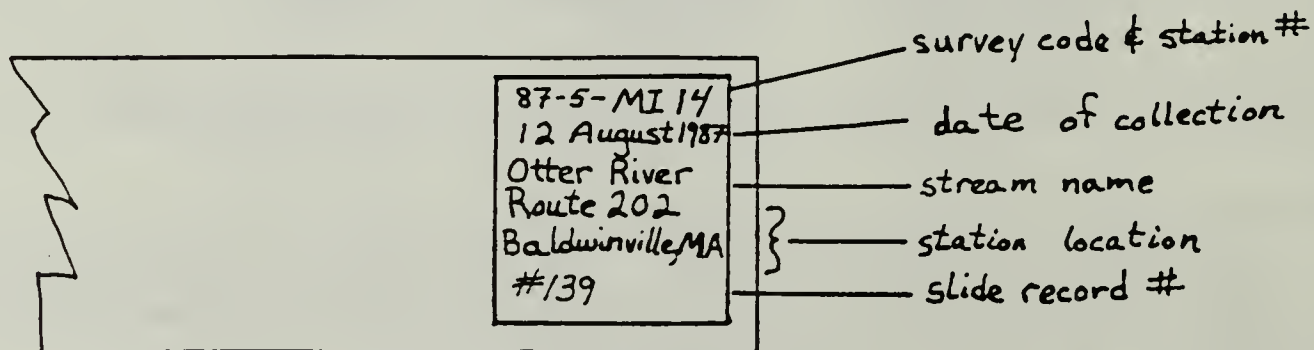 87-5-MI 14
12 August 1987
Otter River
Route 202
Baldwinville, MA
#139
survey code & station #
date of collection
stream name
station location
slide record #